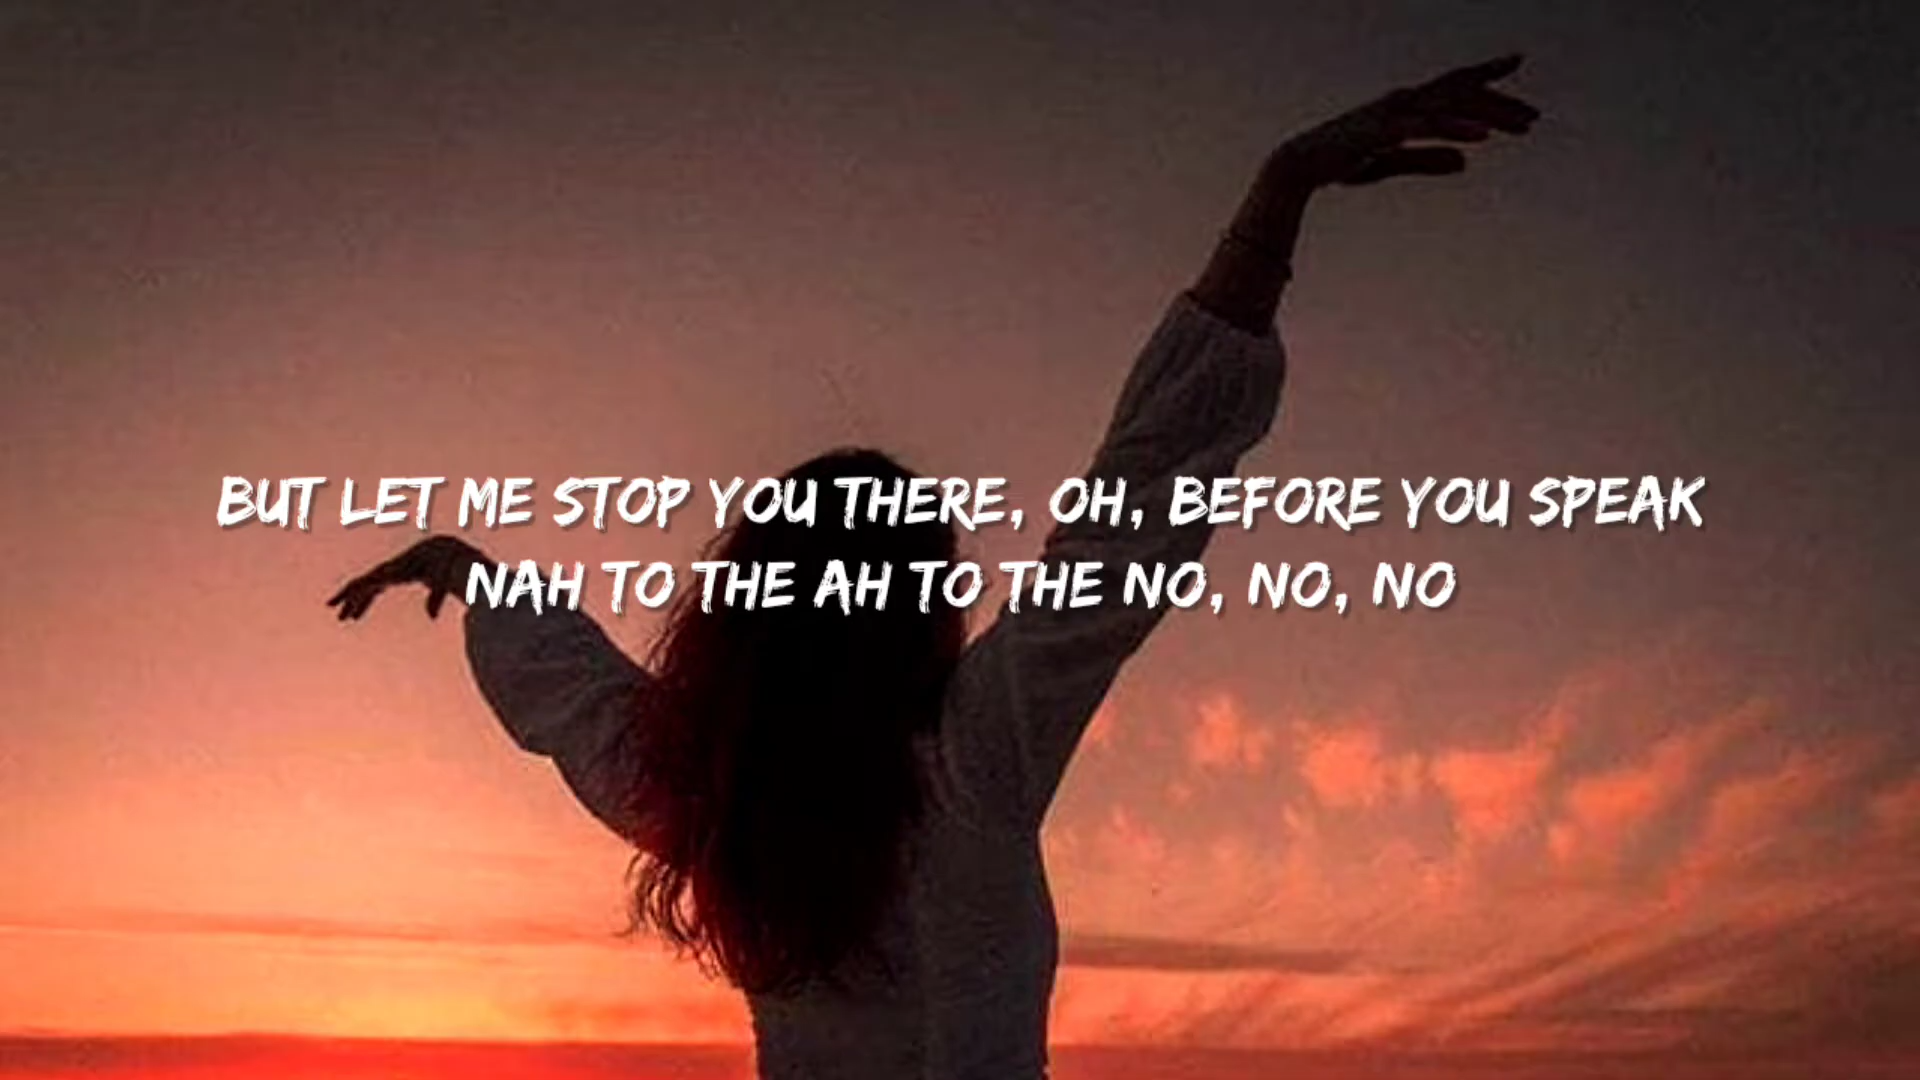 BUT LET ME STOP YOU THERE, OH, BEFORE YOU SPEAK
NAH TO THE AH TO THE NO, NO, NO